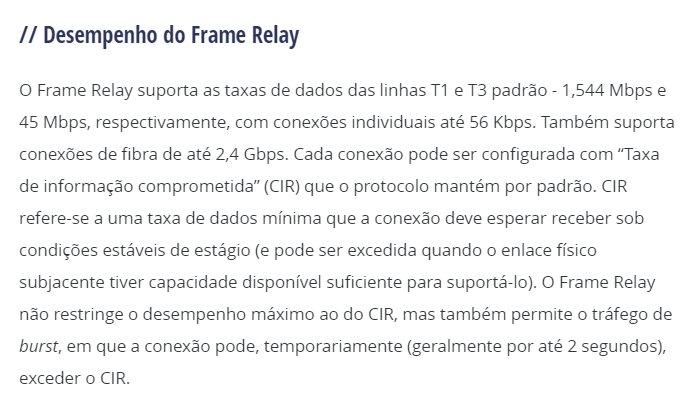 // Desempenho do Frame Relay
O Frame Relay suporta as taxas de dados das linhas T1 e T3 padrão - 1,544 Mbps e
45 Mbps, respectivamente, com conexões individuais até 56 Kbps. Também suporta
conexões de fibra de até 2,4 Gbps. Cada conexão pode ser configurada com “Taxa
de informação comprometida” (CIR) que o protocolo mantém por padrão. CIR
refere-se a uma taxa de dados mínima que a conexão deve esperar receber sob
condições estáveis de estágio (e pode ser excedida quando o enlace físico
subjacente tiver capacidade disponível suficiente para suportá-lo). O Frame Relay
não restringe o desempenho máximo ao do CIR, mas também permite o tráfego de
burst, em que a conexão pode, temporariamente (geralmente por até 2 segundos),
exceder o CIR.